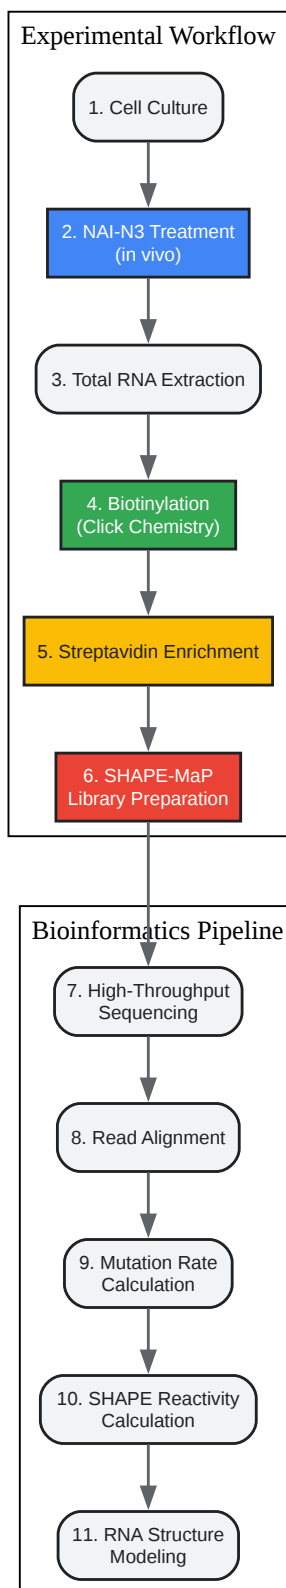 Experimental Workflow
1. Cell Culture
2. NAI-N3 Treatment
(in vivo)
3. Total RNA Extraction
4. Biotinylation
(Click Chemistry)
5. Streptavidin Enrichment
6. SHAPE-MaP
Library Preparation
Bioinformatics Pipeline
7. High-Throughput
Sequencing
8. Read Alignment
9. Mutation Rate
Calculation
10. SHAPE Reactivity
Calculation
11. RNA Structure
Modeling